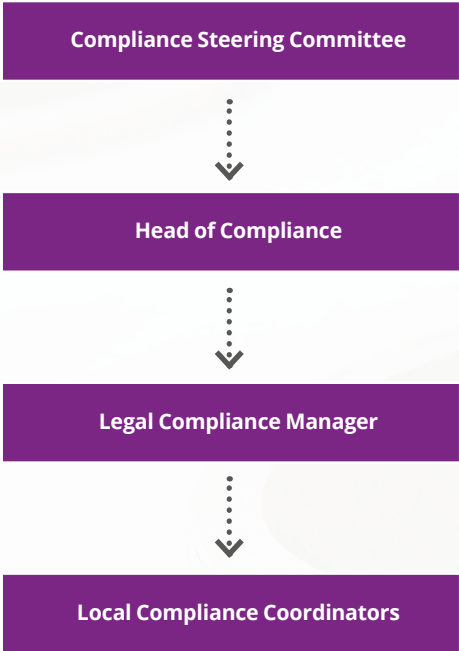 Compliance Steering Committee
Head of Compliance
Legal Compliance Manager
Local Compliance Coordinators